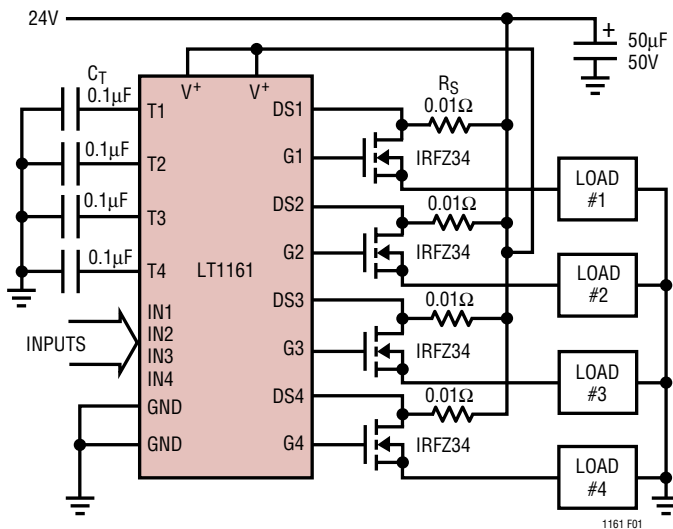 24V
+
50µF
50V
C_T
0.1µF
T1
0.1µF
T2
0.1µF
T3
0.1µF
T4
V+
V+
LT1161
IN1
IN2
IN3
IN4
INPUTS
GND
GND
DS1
G1
DS2
G2
DS3
G3
DS4
G4
R_S
0.01Ω
IRFZ34
0.01Ω
IRFZ34
0.01Ω
IRFZ34
0.01Ω
IRFZ34
LOAD
#1
LOAD
#2
LOAD
#3
LOAD
#4
1161 F01